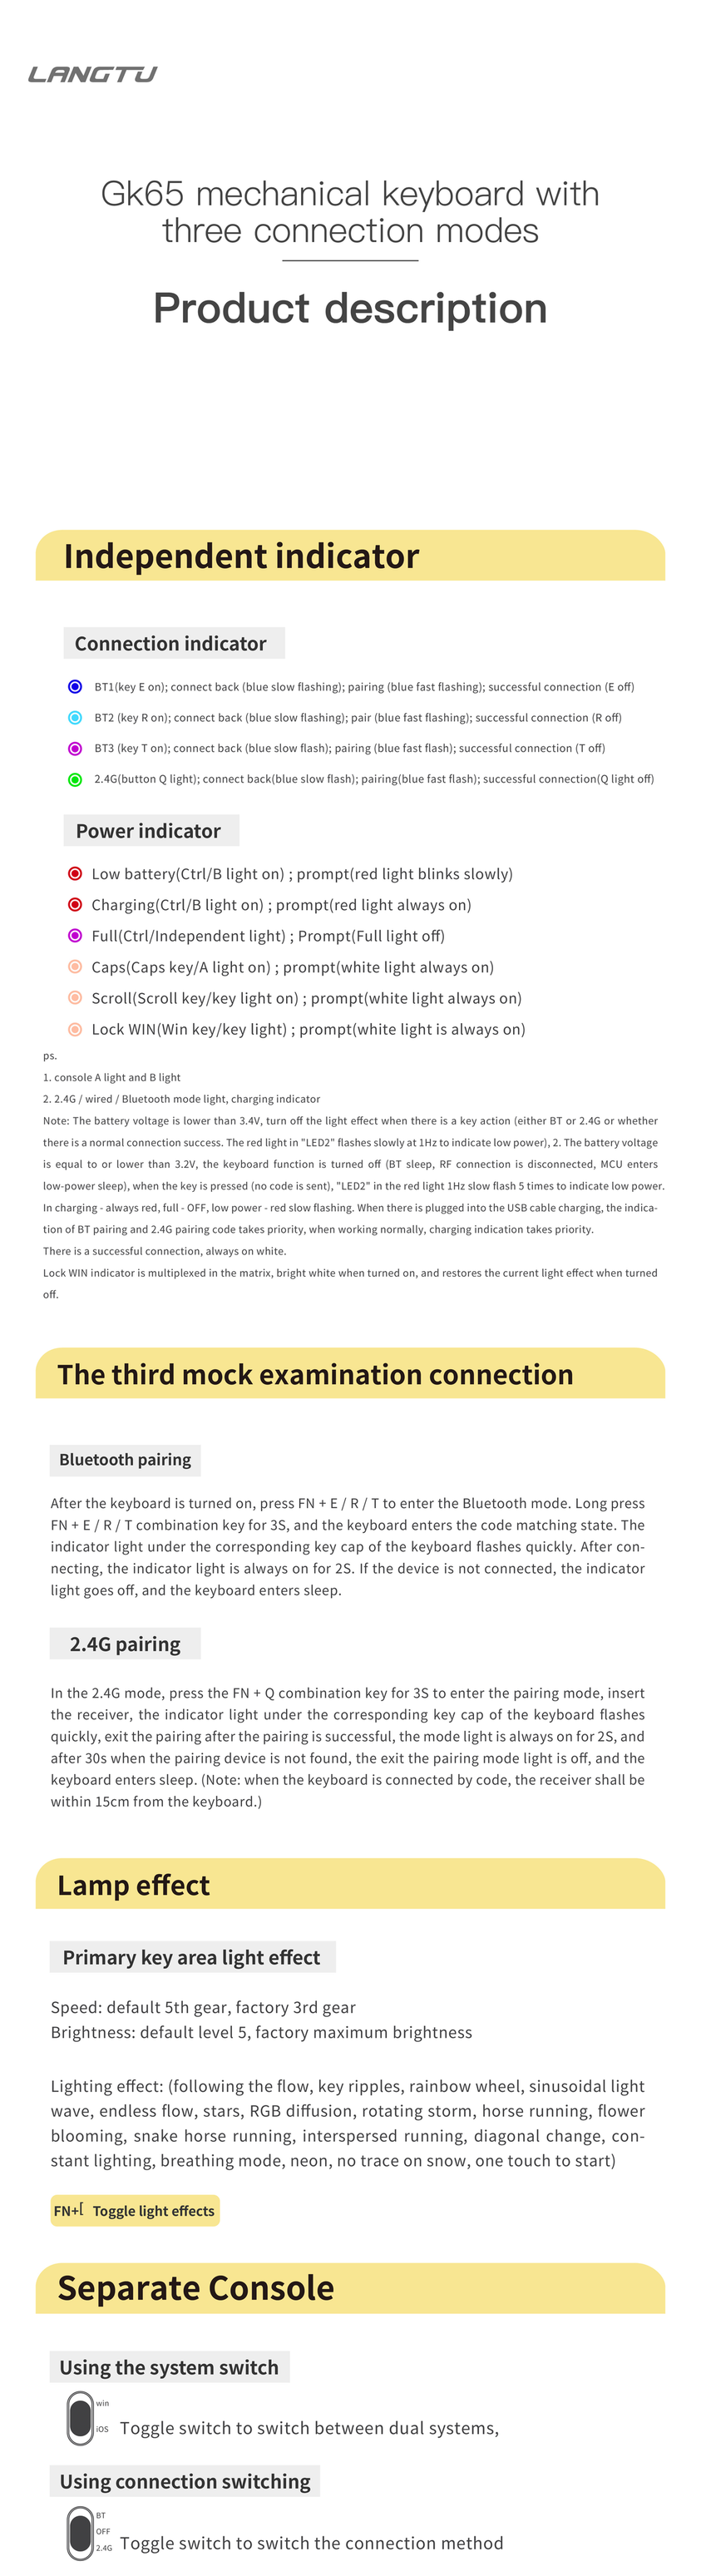 LANGTU
Gk65 mechanical keyboard with
three connection modes
Product description
Independent indicator
Connection indicator
BT1(key E on); connect back (blue slow flashing); pairing (blue fast flashing); successful connection (E off)
BT2 (key R on); connect back (blue slow flashing); pair (blue fast flashing); successful connection (R off)
BT3 (key T on); connect back (blue slow flash); pairing (blue fast flash); successful connection (T off)
2.4G(button Q light); connect back(blue slow flash); pairing(blue fast flash); successful connection(Q light off)
Power indicator
Low battery(Ctrl/B light on) ; prompt(red light blinks slowly)
Charging(Ctrl/B light on) ; prompt(red light always on)
Full(Ctrl/Independent light) ; Prompt(Full light off)
Caps(Caps key/A light on) ; prompt(white light always on)
Scroll(Scroll key/key light on) ; prompt(white light always on)
Lock WIN(Win key/key light) ; prompt(white light is always on)
ps.
1. console A light and B light
2. 2.4G / wired / Bluetooth mode light, charging indicator
Note: The battery voltage is lower than 3.4V, turn off the light effect when there is a key action (either BT or 2.4G or whether
there is a normal connection success. The red light in "LED2" flashes slowly at 1Hz to indicate low power), 2. The battery voltage
is equal to or lower than 3.2V, the keyboard function is turned off (BT sleep, RF connection is disconnected, MCU enters
low-power sleep), when the key is pressed (no code is sent), "LED2" in the red light 1Hz slow flash 5 times to indicate low power.
In charging - always red, full - OFF, low power - red slow flashing. When there is plugged into the USB cable charging, the indica-
tion of BT pairing and 2.4G pairing code takes priority, when working normally, charging indication takes priority.
There is a successful connection, always on white.
Lock WIN indicator is multiplexed in the matrix, bright white when turned on, and restores the current light effect when turned
off.
The third mock examination connection
Bluetooth pairing
After the keyboard is turned on, press FN + E / R / T to enter the Bluetooth mode. Long press
FN + E / R / T combination key for 3S, and the keyboard enters the code matching state. The
indicator light under the corresponding key cap of the keyboard flashes quickly. After con-
necting, the indicator light is always on for 2S. If the device is not connected, the indicator
light goes off, and the keyboard enters sleep.
2.4G pairing
In the 2.4G mode, press the FN + Q combination key for 3S to enter the pairing mode, insert
the receiver, the indicator light under the corresponding key cap of the keyboard flashes
quickly, exit the pairing after the pairing is successful, the mode light is always on for 2S, and
after 30s when the pairing device is not found, the exit the pairing mode light is off, and the
keyboard enters sleep. (Note: when the keyboard is connected by code, the receiver shall be
within 15cm from the keyboard.)
Lamp effect
Primary key area light effect
Speed: default 5th gear, factory 3rd gear
Brightness: default level 5, factory maximum brightness
Lighting effect: (following the flow, key ripples, rainbow wheel, sinusoidal light
wave, endless flow, stars, RGB diffusion, rotating storm, horse running, flower
blooming, snake horse running, interspersed running, diagonal change, con-
stant lighting, breathing mode, neon, no trace on snow, one touch to start)
FN+[ Toggle light effects
Separate Console
Using the system switch
win
iOS
Toggle switch to switch between dual systems,
Using connection switching
BT
OFF
2.4G
Toggle switch to switch the connection method